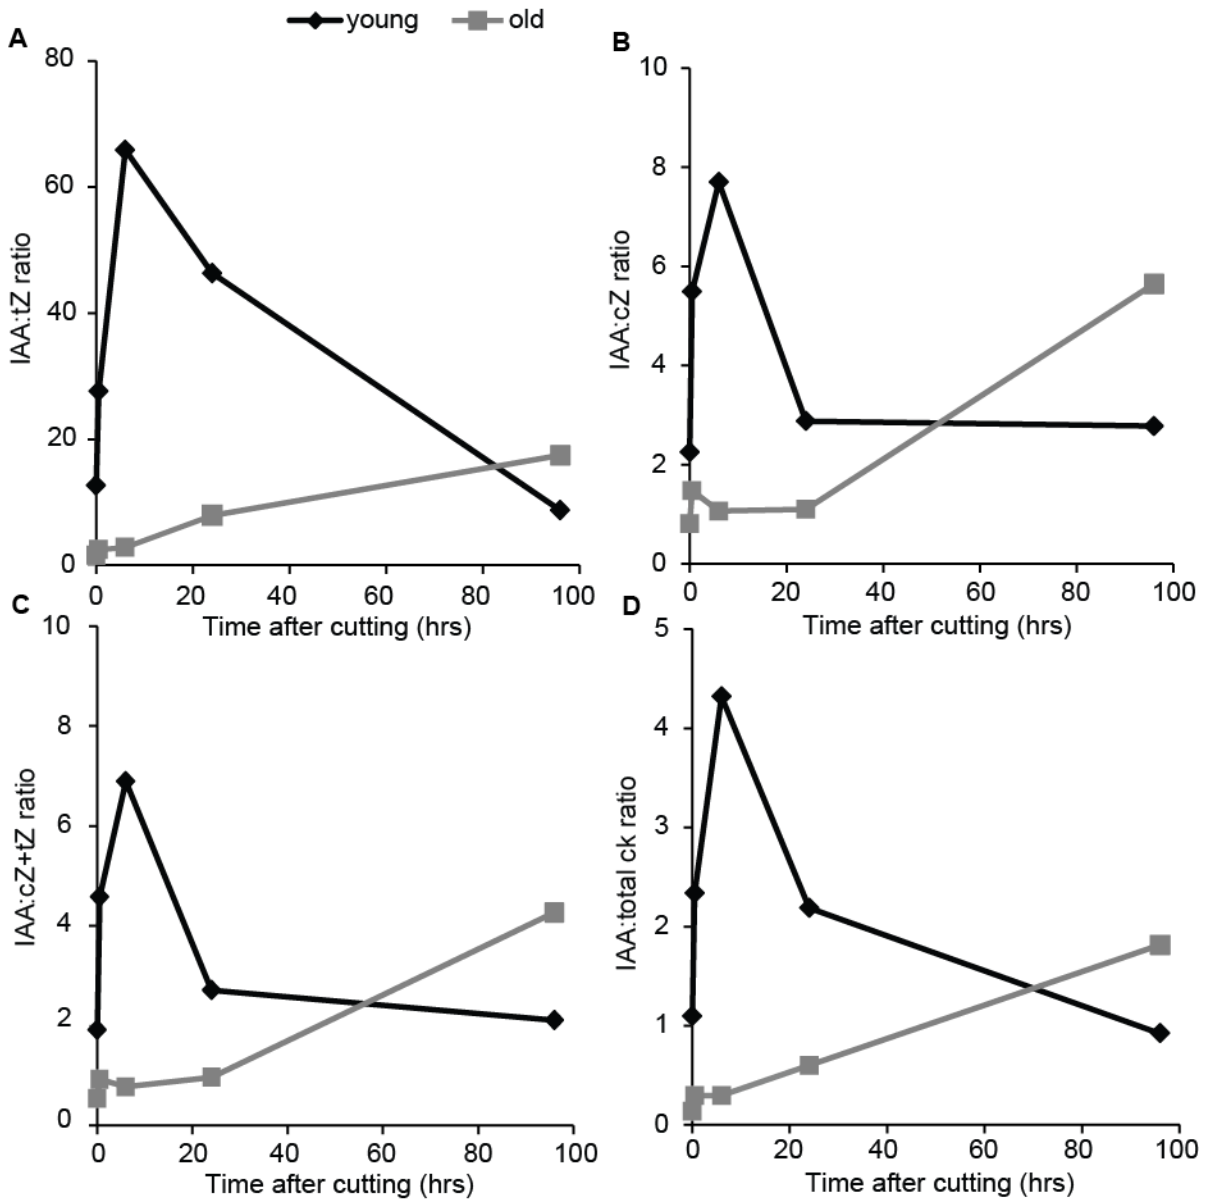 young old
A
80
60
40
20
0
IAA:tZ ratio
0 20 40 60 80 100
Time after cutting (hrs)
B
10
8
6
4
2
0
IAA:cZ ratio
0 20 40 60 80 100
Time after cutting (hrs)
C
10
8
6
4
2
0
IAA:cZ+tZ ratio
0 20 40 60 80 100
Time after cutting (hrs)
D
5
4
3
2
1
0
IAA:total ck ratio
0 20 40 60 80 100
Time after cutting (hrs)